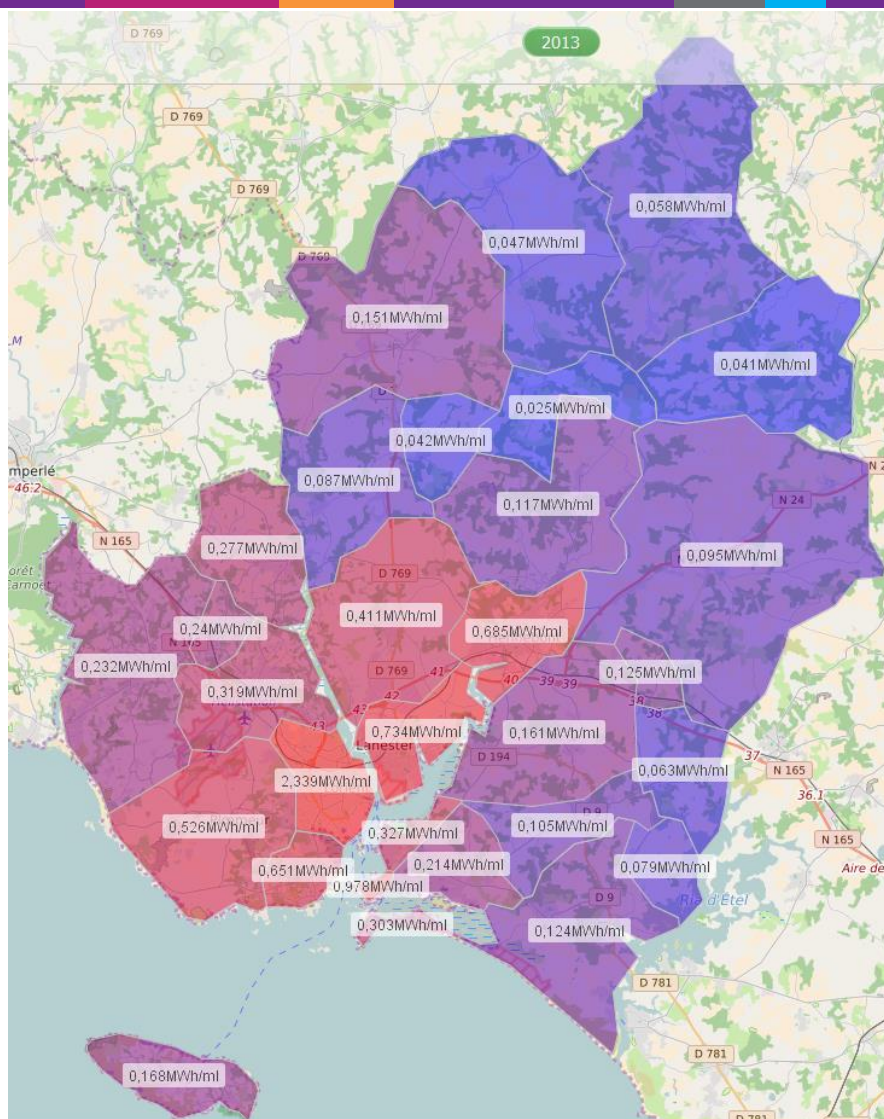 D 769
2013
D 769
D 769
0,058MWh/ml
0,047MWh/ml
D 769
0,151MWh/ml
0,041MWh/ml
0,025MWh/ml
0,042MWh/ml
mperlé
46.2
N 2
0,087MWh/ml
N 24
0,117MWh/ml
N 165
0,277MWh/ml
0,095MWh/ml
D 769
0,411MWh/ml
0,24MWh/ml
0,685MWh/ml
N 165
0,232MWh/ml
0,125MWh/ml
D 769
41
40
39
39
0,319MWh/ml
42
38
43
38
43
0,734MWh/ml
0,161MWh/ml
Lanester
D 194
37
N 165
0,063MWh/ml
2,339MWh/ml
36.1
0,526MWh/ml
D 9
0,105MWh/ml
0,327MWh/ml
N 165
0,651MWh/ml
0,214MWh/ml
0,079MWh/ml
Aire de
0,978MWh/ml
D 9
Ria d'Etel
0,303MWh/ml
0,124MWh/ml
D 781
D 781
0,168MWh/ml
D 781